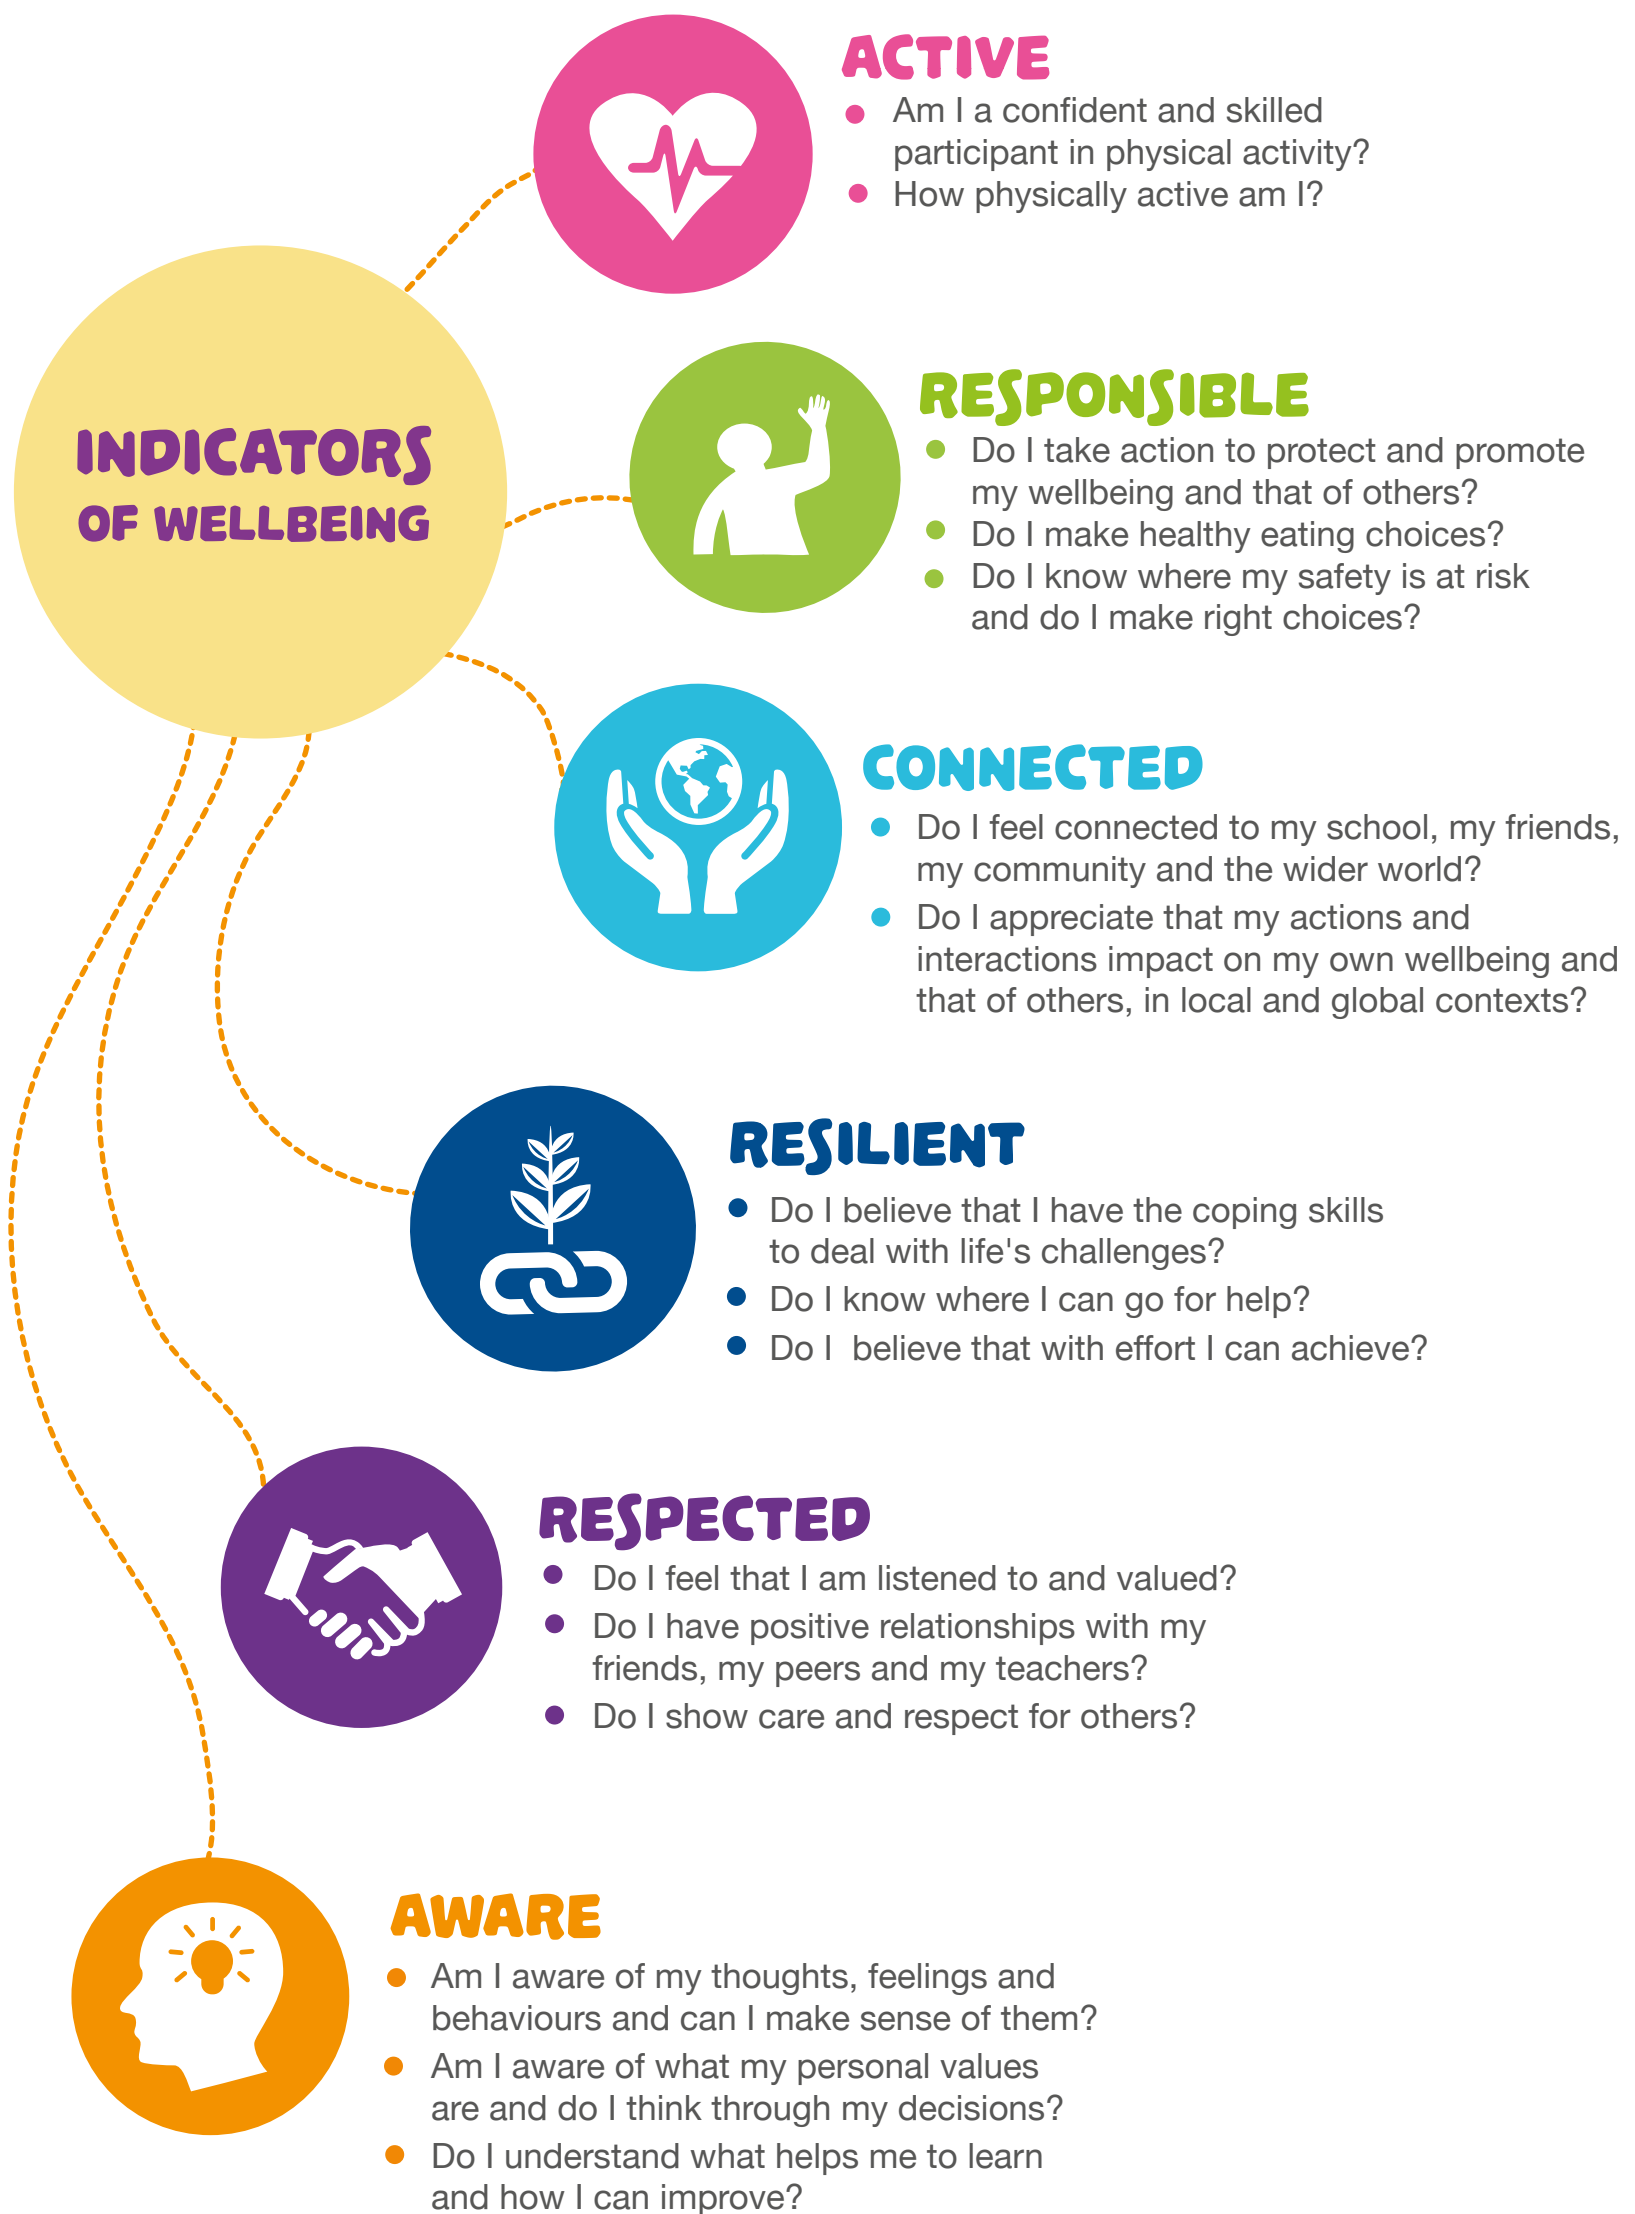 ACTIVE
Am I a confident and skilled
participant in physical activity?
How physically active am I?
INDICATORS
OF WELLBEING
RESPONSIBLE
Do I take action to protect and promote
my wellbeing and that of others?
Do I make healthy eating choices?
Do I know where my safety is at risk
and do I make right choices?
CONNECTED
Do I feel connected to my school, my friends,
my community and the wider world?
Do I appreciate that my actions and
interactions impact on my own wellbeing and
that of others, in local and global contexts?
RESILIENT
Do I believe that I have the coping skills
to deal with life's challenges?
Do I know where I can go for help?
Do I  believe that with effort I can achieve?
RESPECTED
Do I feel that I am listened to and valued?
Do I have positive relationships with my
friends, my peers and my teachers?
Do I show care and respect for others?
AWARE
Am I aware of my thoughts, feelings and
behaviours and can I make sense of them?
Am I aware of what my personal values
are and do I think through my decisions?
Do I understand what helps me to learn
and how I can improve?